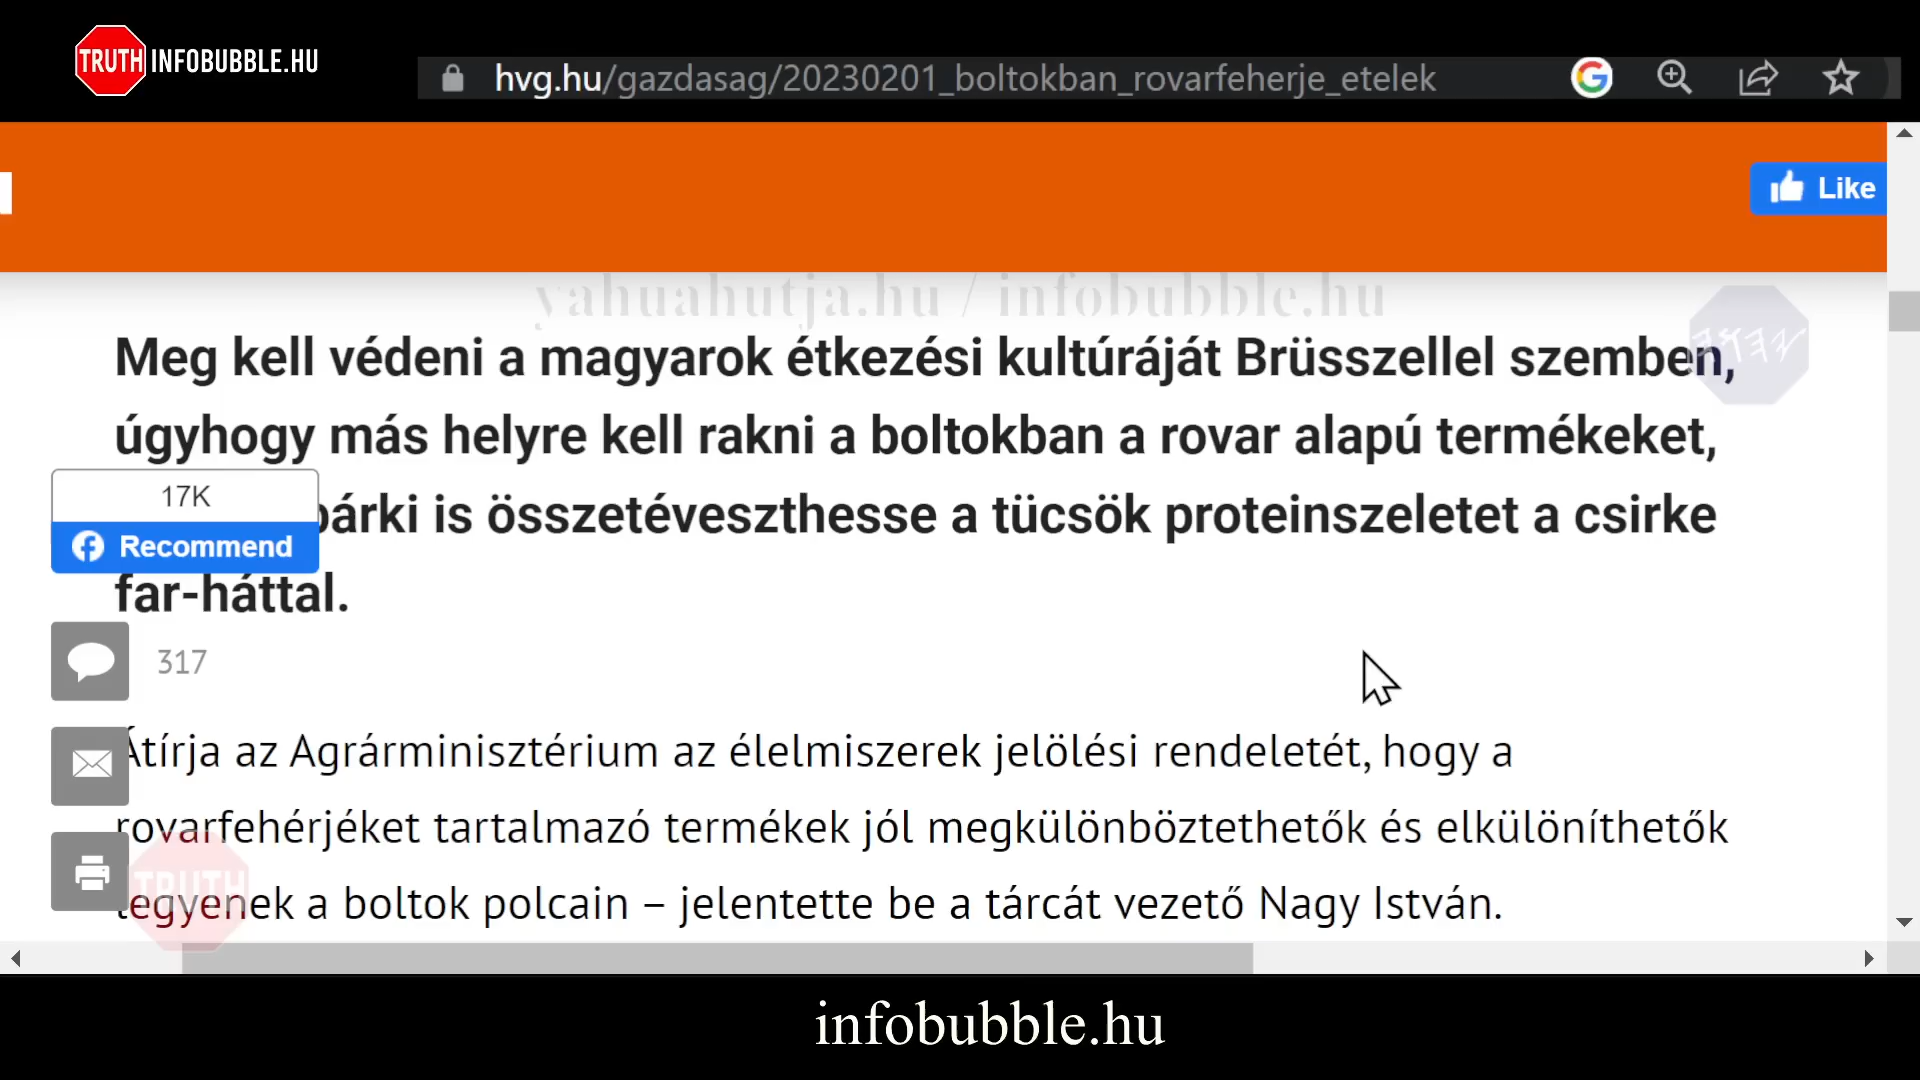 TRUTH INFOBUBBLE.HU
hvg.hu/gazdasag/20230201_boltokban_rovarfeherje_etelek
Like
yahuahutja.hu / infobubble.hu
Meg kell védeni a magyarok étkezési kultúráját Brüsszellel szemben,
úgyhogy más helyre kell rakni a boltokban a rovar alapú termékeket,
17K
bárki is összetéveszthesse a tücsök proteinszeletet a csirke
Recommend
far-háttal.
317
Átírja az Agrárminisztérium az élelmiszerek jelölési rendeletét, hogy a
rovarfehérjéket tartalmazó termékek jól megkülönböztethetők és elkülöníthetők
TRUTH
legyenek a boltok polcain – jelentette be a tárcát vezető Nagy István.
infobubble.hu